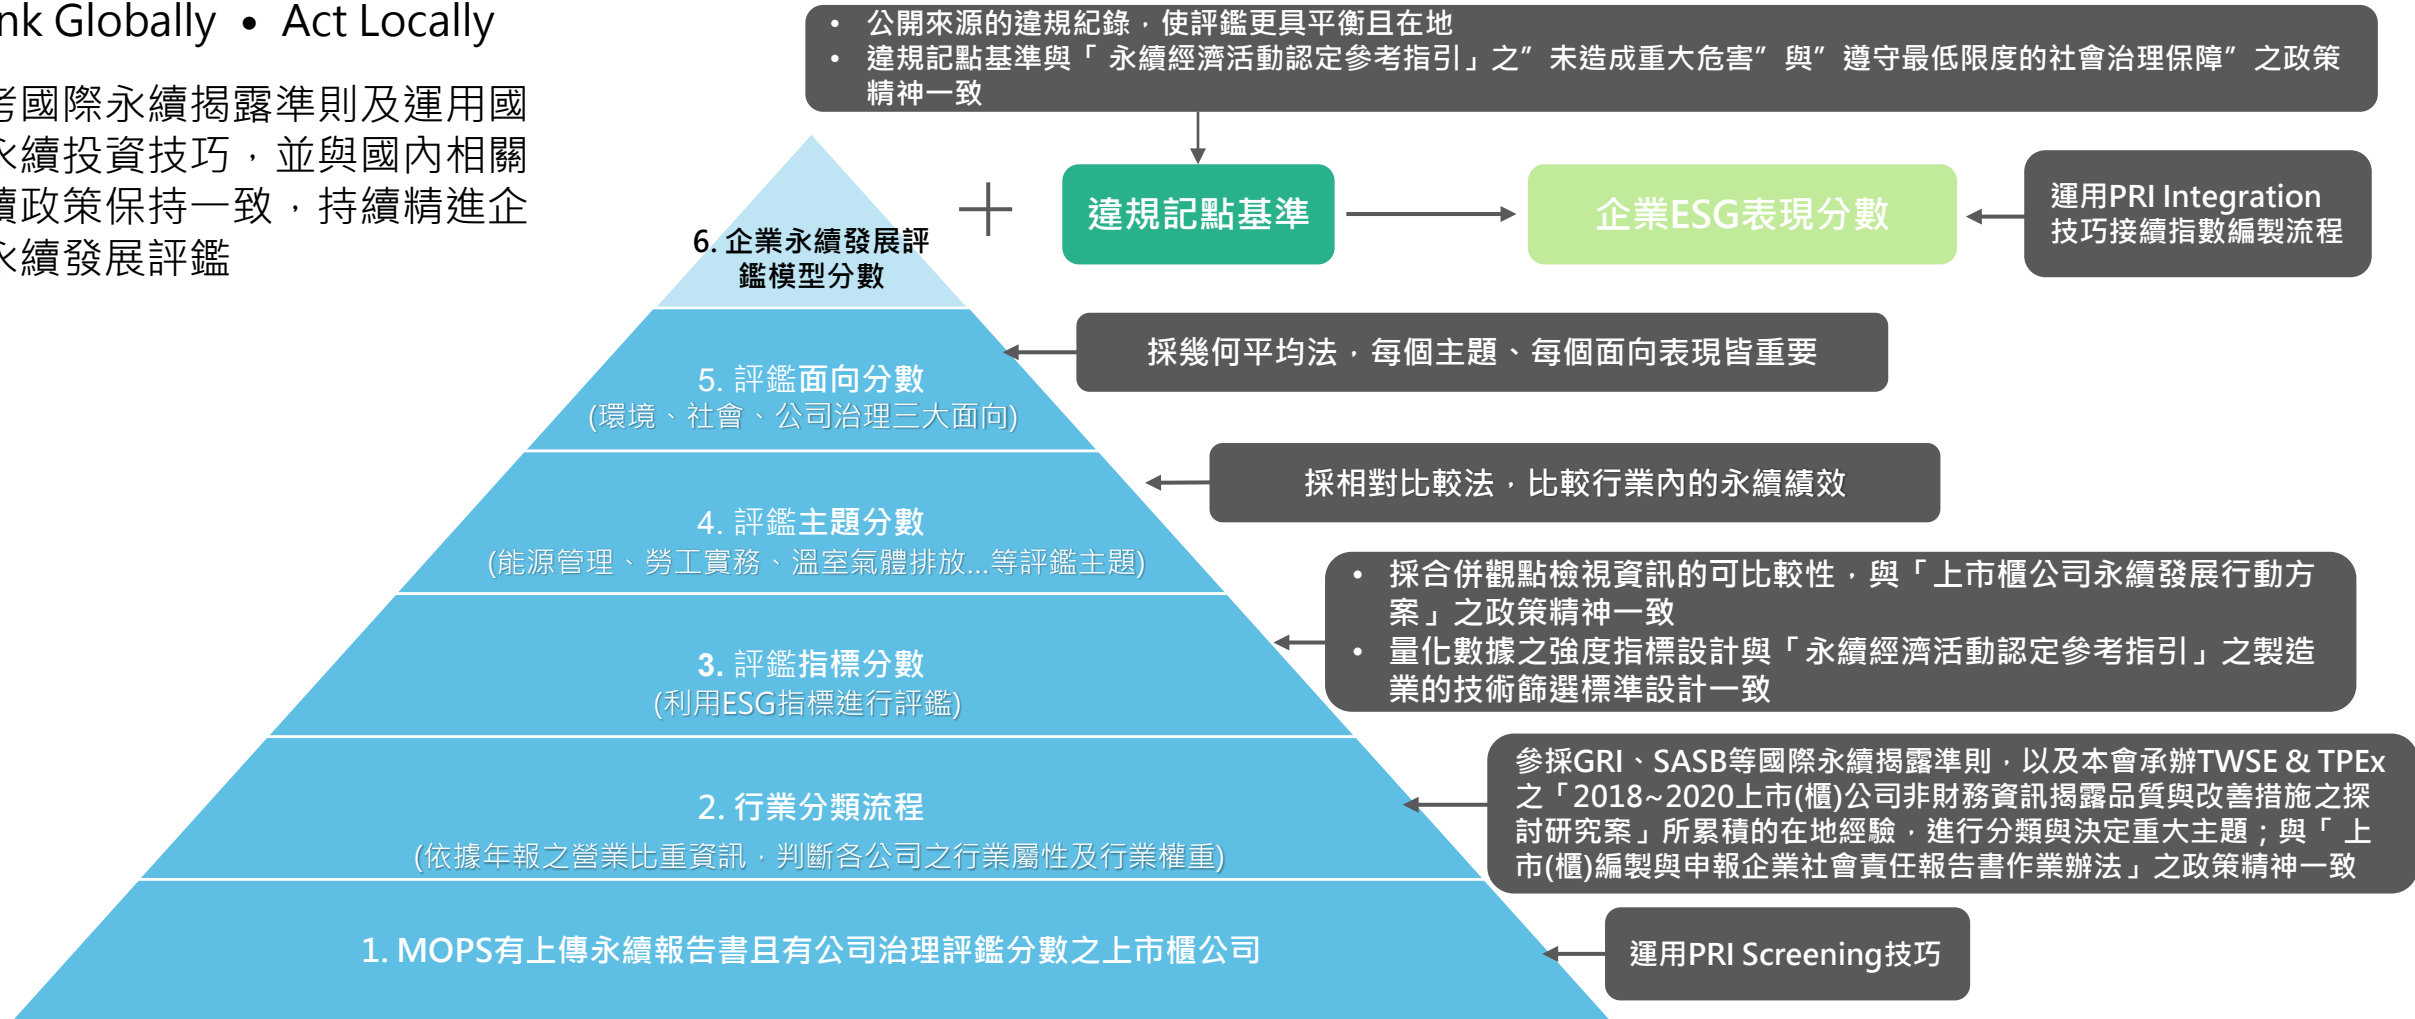 nk Globally • Act Locally
考國際永續揭露準則及運用國
永續投資技巧，並與國內相關
續政策保持一致，持續精進企
永續發展評鑑
• 公開來源的違規紀錄，使評鑑更具平衡且在地
• 違規記點基準與「 永續經濟活動認定參考指引」之”未造成重大危害”與”遵守最低限度的社會治理保障”之政策
精神一致
6. 企業永續發展評
鑑模型分數
+
違規記點基準
企業ESG表現分數
運用PRI Integration
技巧接續指數編製流程
5. 評鑑面向分數
(環境、社會、公司治理三大面向)
採幾何平均法，每個主題、每個面向表現皆重要
4. 評鑑主題分數
(能源管理、勞工實務、溫室氣體排放...等評鑑主題)
採相對比較法，比較行業內的永續績效
3. 評鑑指標分數
(利用ESG指標進行評鑑)
• 採合併觀點檢視資訊的可比較性，與「上市櫃公司永續發展行動方
案」之政策精神一致
• 量化數據之強度指標設計與「永續經濟活動認定參考指引」之製造
業的技術篩選標準設計一致
2. 行業分類流程
(依據年報之營業比重資訊，判斷各公司之行業屬性及行業權重)
參採GRI、SASB等國際永續揭露準則，以及本會承辦TWSE & TPEx
之「2018~2020上市(櫃)公司非財務資訊揭露品質與改善措施之探
討研究案」所累積的在地經驗，進行分類與決定重大主題；與「 上
市(櫃)編製與申報企業社會責任報告書作業辦法」之政策精神一致
1. MOPS有上傳永續報告書且有公司治理評鑑分數之上市櫃公司
運用PRI Screening技巧